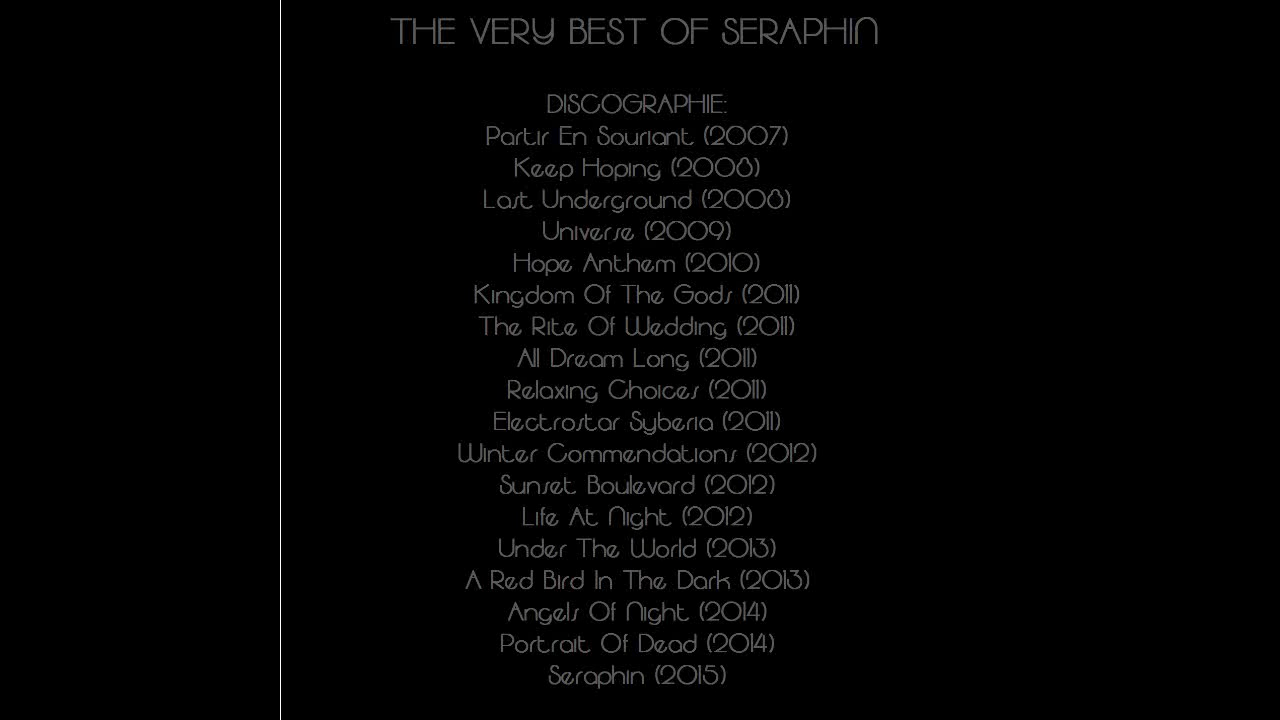 THE VERY BEST OF SERAPHIN
DISCOGRAPHIE:
Partir En Souriant (2007)
Keep Hoping (2008)
Last Underground (2008)
Universe (2009)
Hope Anthem (2010)
Kingdom Of The Gods (2011)
The Rite Of Wedding (2011)
All Dream Long (2011)
Relaxing Choices (2011)
Electrostar Syberia (2011)
Winter Commendations (2012)
Sunset Boulevard (2012)
Life At Night (2012)
Under The World (2013)
A Red Bird In The Dark (2013)
Angels Of Night (2014)
Portrait Of Dead (2014)
Seraphin (2015)